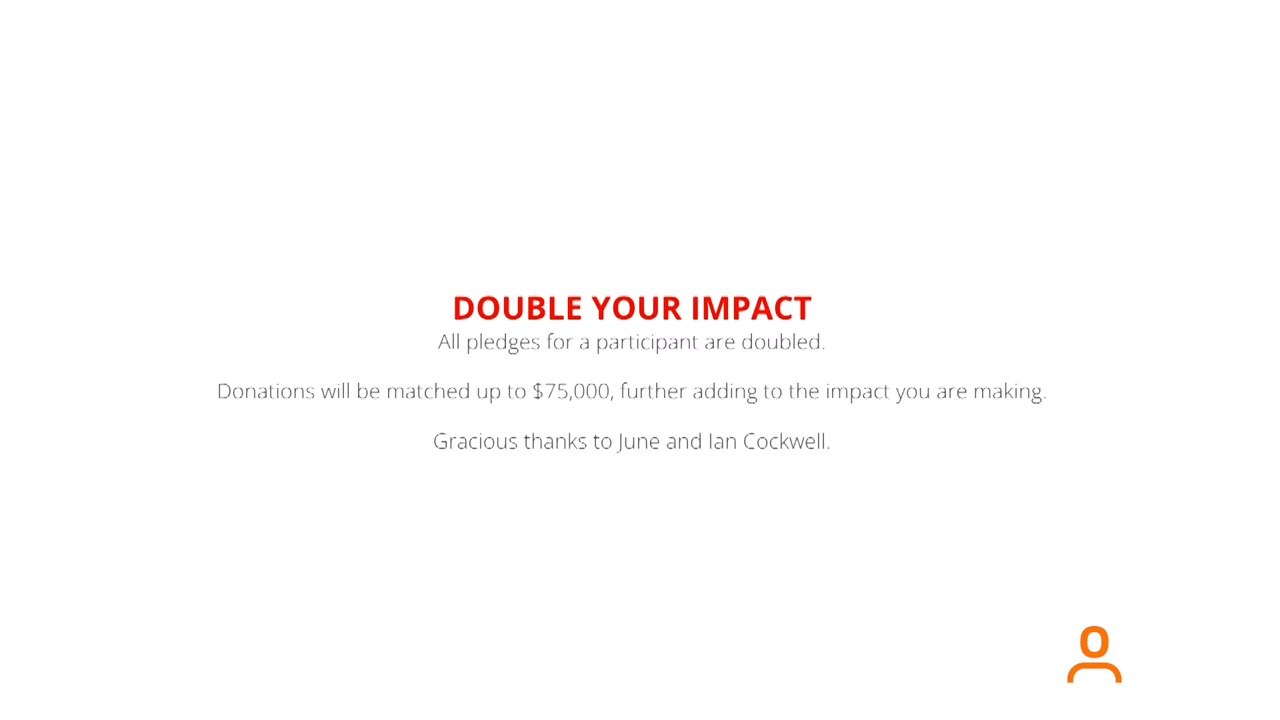 DOUBLE YOUR IMPACT
All pledges for a participant are doubled.
Donations will be matched up to $75,000, further adding to the impact you are making.
Gracious thanks to June and Ian Cockwell.